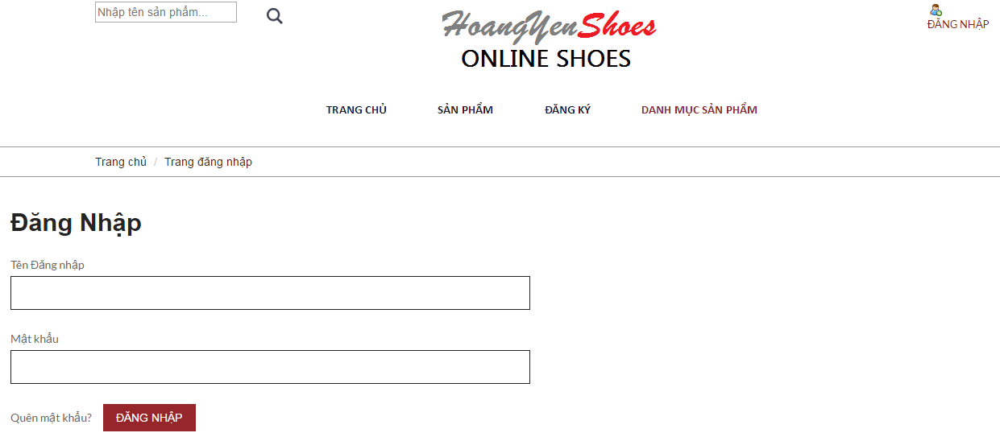 Nhập tên sản phẩm...
HoangYenShoes
ONLINE SHOES
ĐĂNG NHẬP
TRANG CHỦ SẢN PHẨM ĐĂNG KÝ DANH MỤC SẢN PHẨM
Trang chủ / Trang đăng nhập
Đăng Nhập
Tên Đăng nhập
Mật khẩu
Quên mật khẩu? ĐĂNG NHẬP